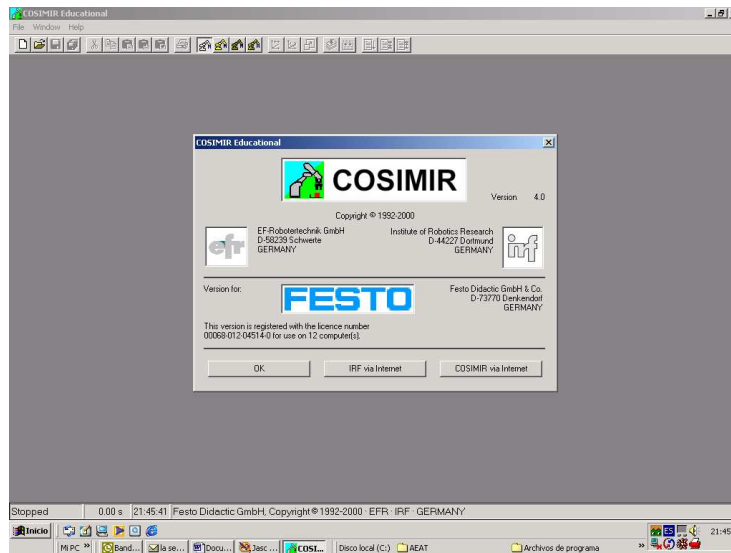 COSIMIR Educational
File Window Help
COSIMIR Educational
COSIMIR
Version 4.0
Copyright © 1992-2000
efr
EF-Robotertechnik GmbH
D-58239 Schwerte
GERMANY
Institute of Robotics Research
D-44227 Dortmund
GERMANY
irf
Version for:
FESTO
Festo Didactic GmbH & Co.
D-73770 Denkendorf
GERMANY
This version is registered with the licence number
00068-012-04514-0 for use on 12 computer(s).
OK IRF via Internet COSIMIR via Internet
Stopped 0.00 s 21:45:41 Festo Didactic GmbH, Copyright © 1992-2000 · EFR · IRF · GERMANY
Inicio ES 21:45
Mi PC » Band... la se... Docu... Jasc ... COSI... Disco local (C:) AEAT Archivos de programa »